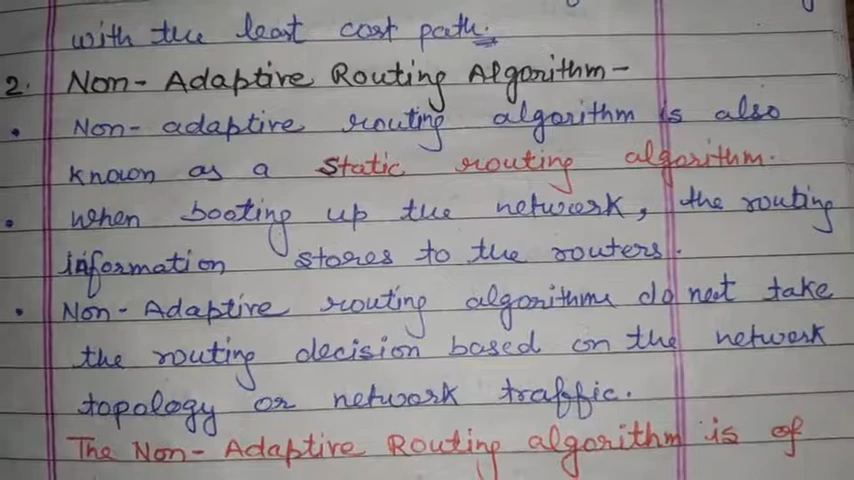 with the least cost path.
2. Non-Adaptive Routing Algorithm-
• Non-adaptive routing algorithm is also
known as a static routing algorithm.
• When booting up the network, the routing
information stores to the routers.
• Non-Adaptive routing algorithms do not take
the routing decision based on the network
topology or network traffic.
The Non-Adaptive Routing algorithm is of